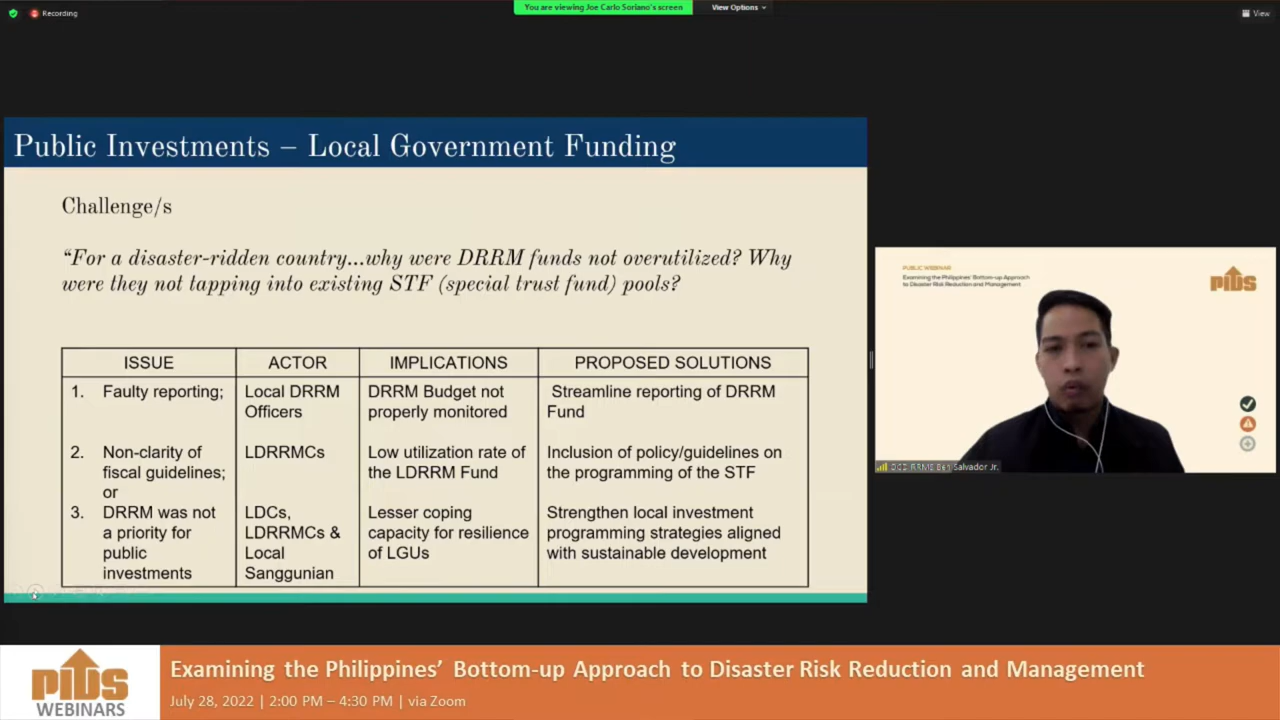 Recording
You are viewing Joe Carlo Soriano's screen
View Options
View
Public Investments – Local Government Funding
Challenge/s
“For a disaster-ridden country...why were DRRM funds not overutilized? Why
were they not tapping into existing STF (special trust fund) pools?
ISSUE ACTOR IMPLICATIONS PROPOSED SOLUTIONS
1. Faulty reporting; Local DRRM DRRM Budget not Streamline reporting of DRRM
Officers properly monitored Fund
2. Non-clarity of LDRRMCs Low utilization rate of Inclusion of policy/guidelines on
fiscal guidelines; the LDRRM Fund the programming of the STF
or
3. DRRM was not LDCs, Lesser coping Strengthen local investment
a priority for LDRRMCs & capacity for resilience programming strategies aligned
public Local of LGUs with sustainable development
investments Sanggunian
PUBLIC WEBINAR
Examining the Philippines' Bottom-up Approach
to Disaster Risk Reduction and Management
pids
Salvador Jr.
pids
WEBINARS
Examining the Philippines’ Bottom-up Approach to Disaster Risk Reduction and Management
July 28, 2022 | 2:00 PM – 4:30 PM | via Zoom